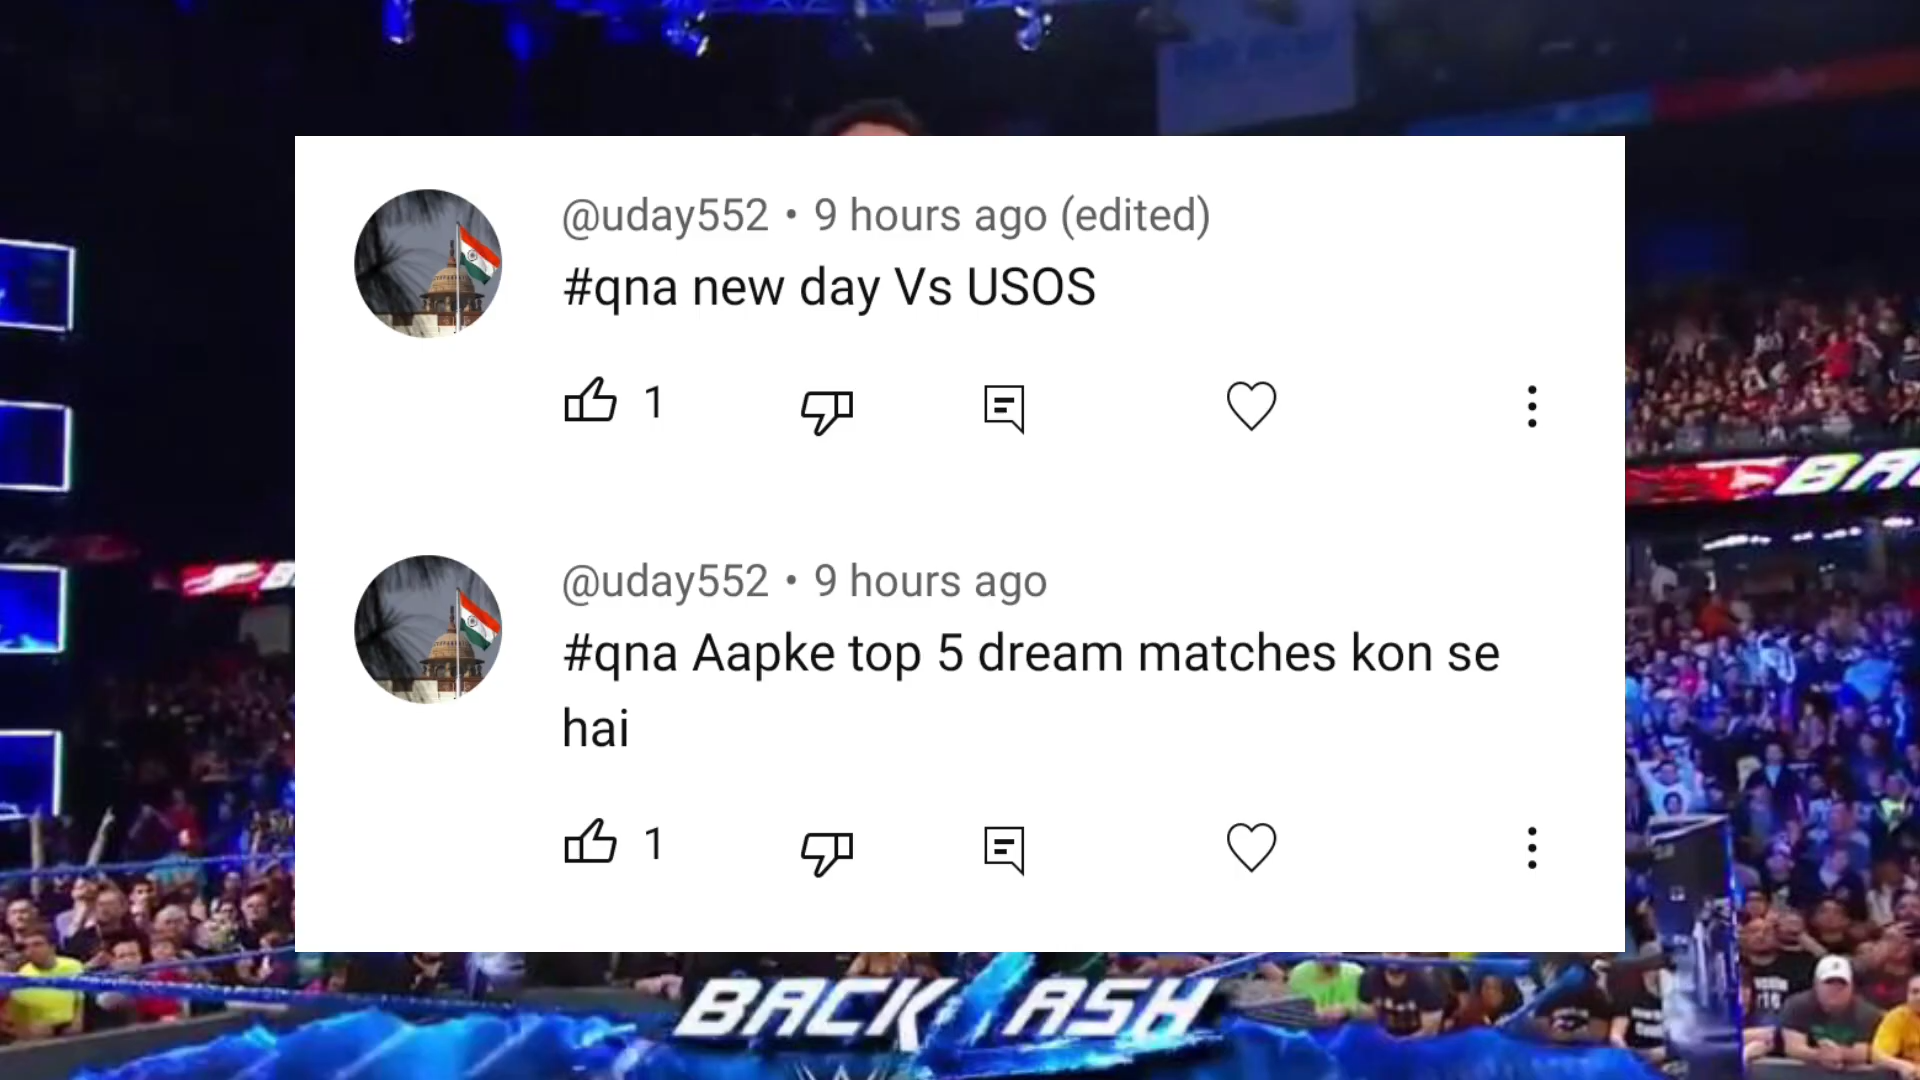 @uday552 • 9 hours ago (edited)
#qna new day Vs USOS
1
@uday552 • 9 hours ago
#qna Aapke top 5 dream matches kon se
hai
1
BACKLASH